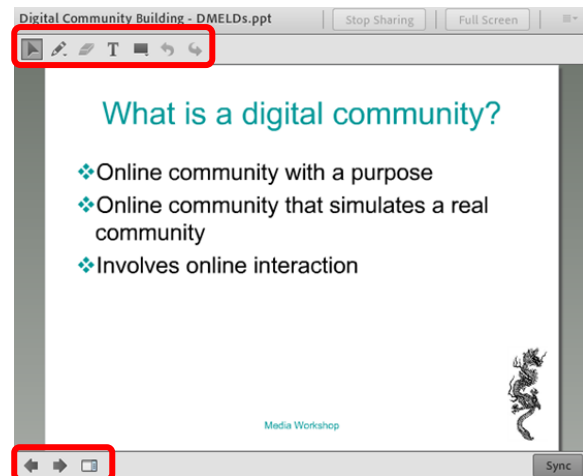 Digital Community Building - DMELDs.ppt
Stop Sharing
Full Screen
T
What is a digital community?
❖Online community with a purpose
❖Online community that simulates a real
community
❖Involves online interaction
Media Workshop
Sync